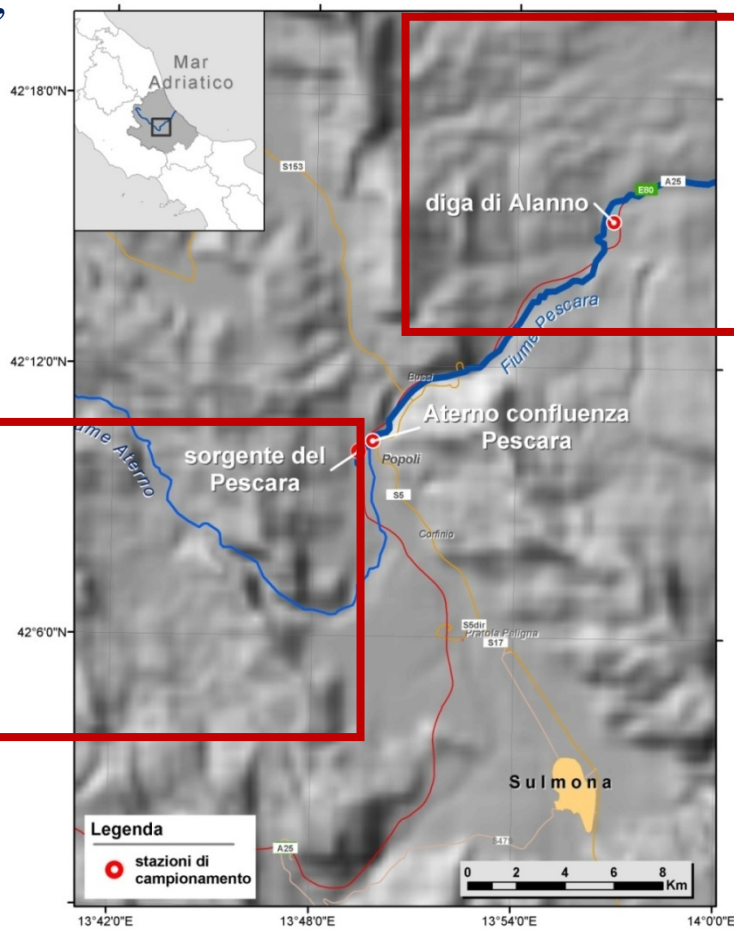 Mar
Adriatico
42°18'0"N
S153
E80
A25
diga di Alanno
Fiume Pescara
42°12'0"N
Bussi
Aterno confluenza
Pescara
ume Aterno
sorgente del
Pescara
Popoli
S5
Corfinio
42°6'0"N
S5dir
Pratola Peligna
S17
Sulmona
Legenda
stazioni di
campionamento
A25
S479
0 2 4 6 8
Km
13°42'0"E
13°48'0"E
13°54'0"E
14°0'0"E